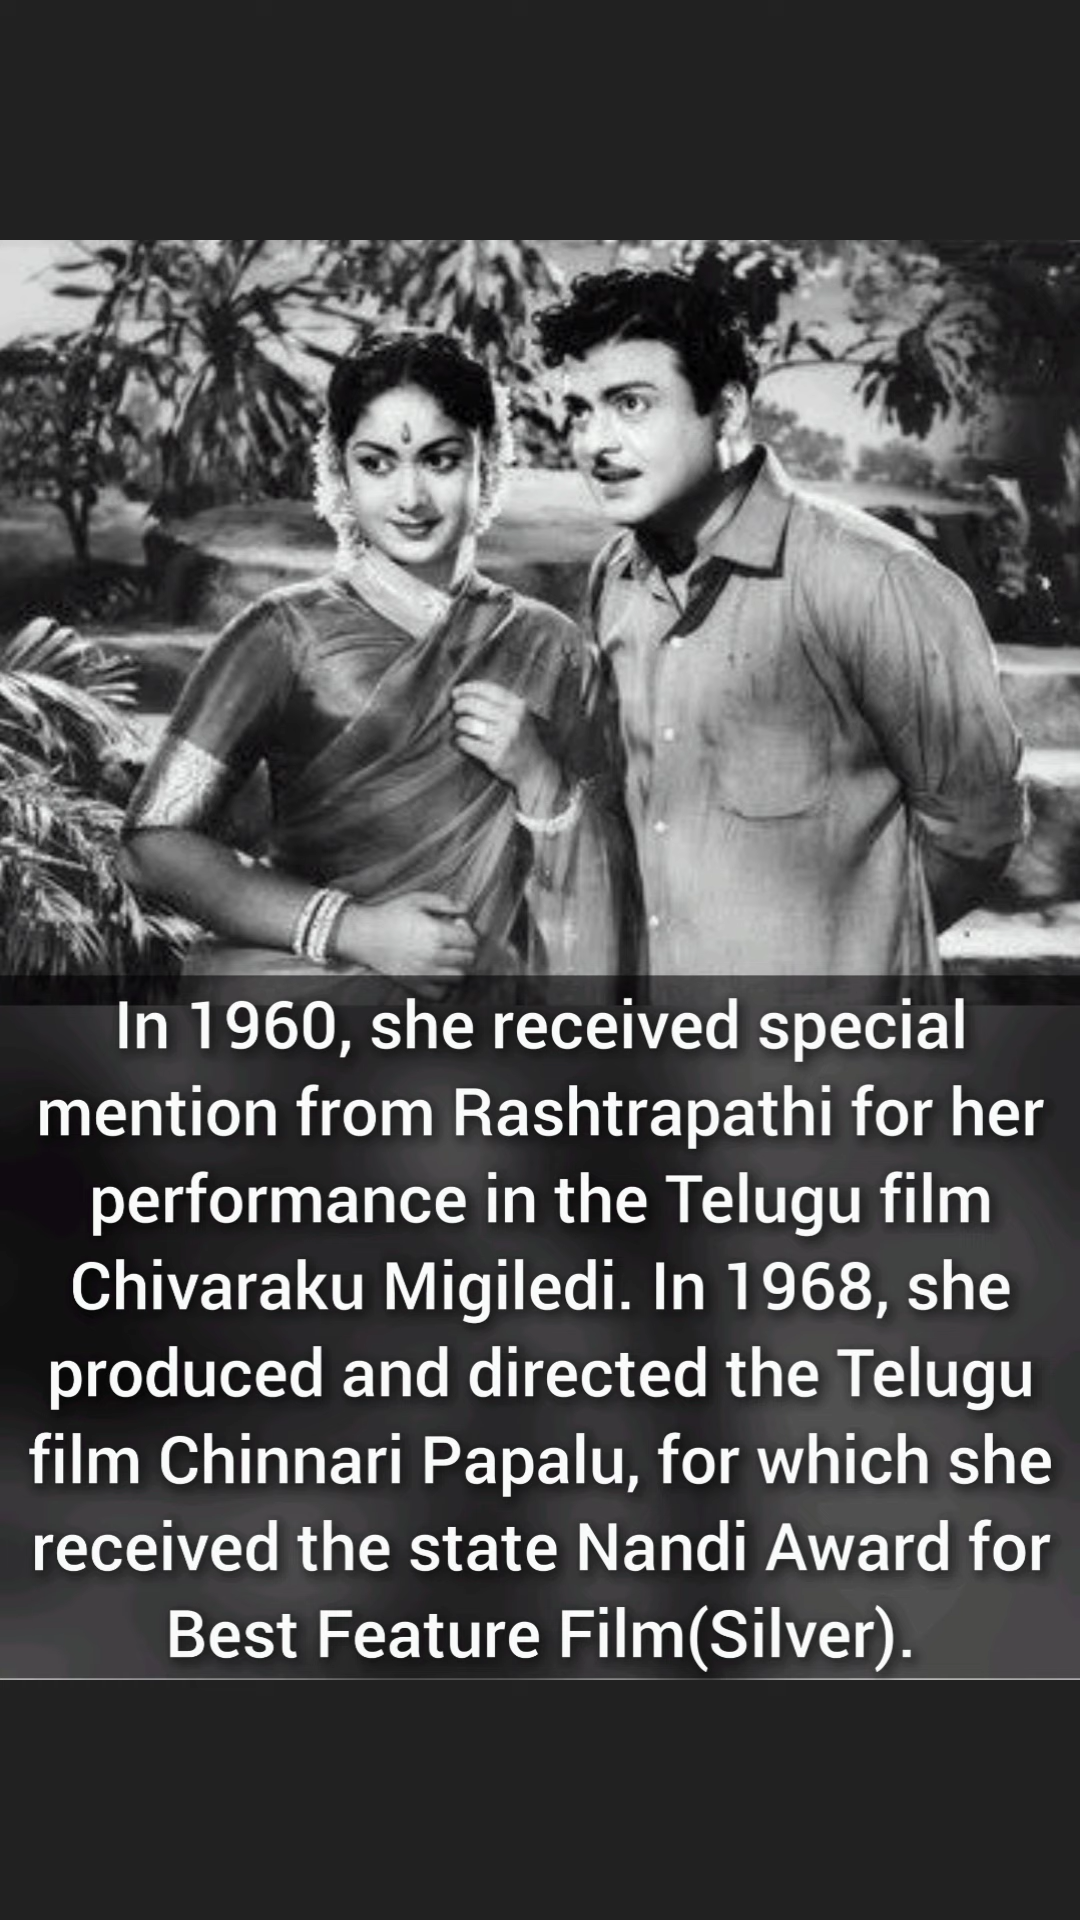 In 1960, she received special
mention from Rashtrapathi for her
performance in the Telugu film
Chivaraku Migiledi. In 1968, she
produced and directed the Telugu
film Chinnari Papalu, for which she
received the state Nandi Award for
Best Feature Film(Silver).